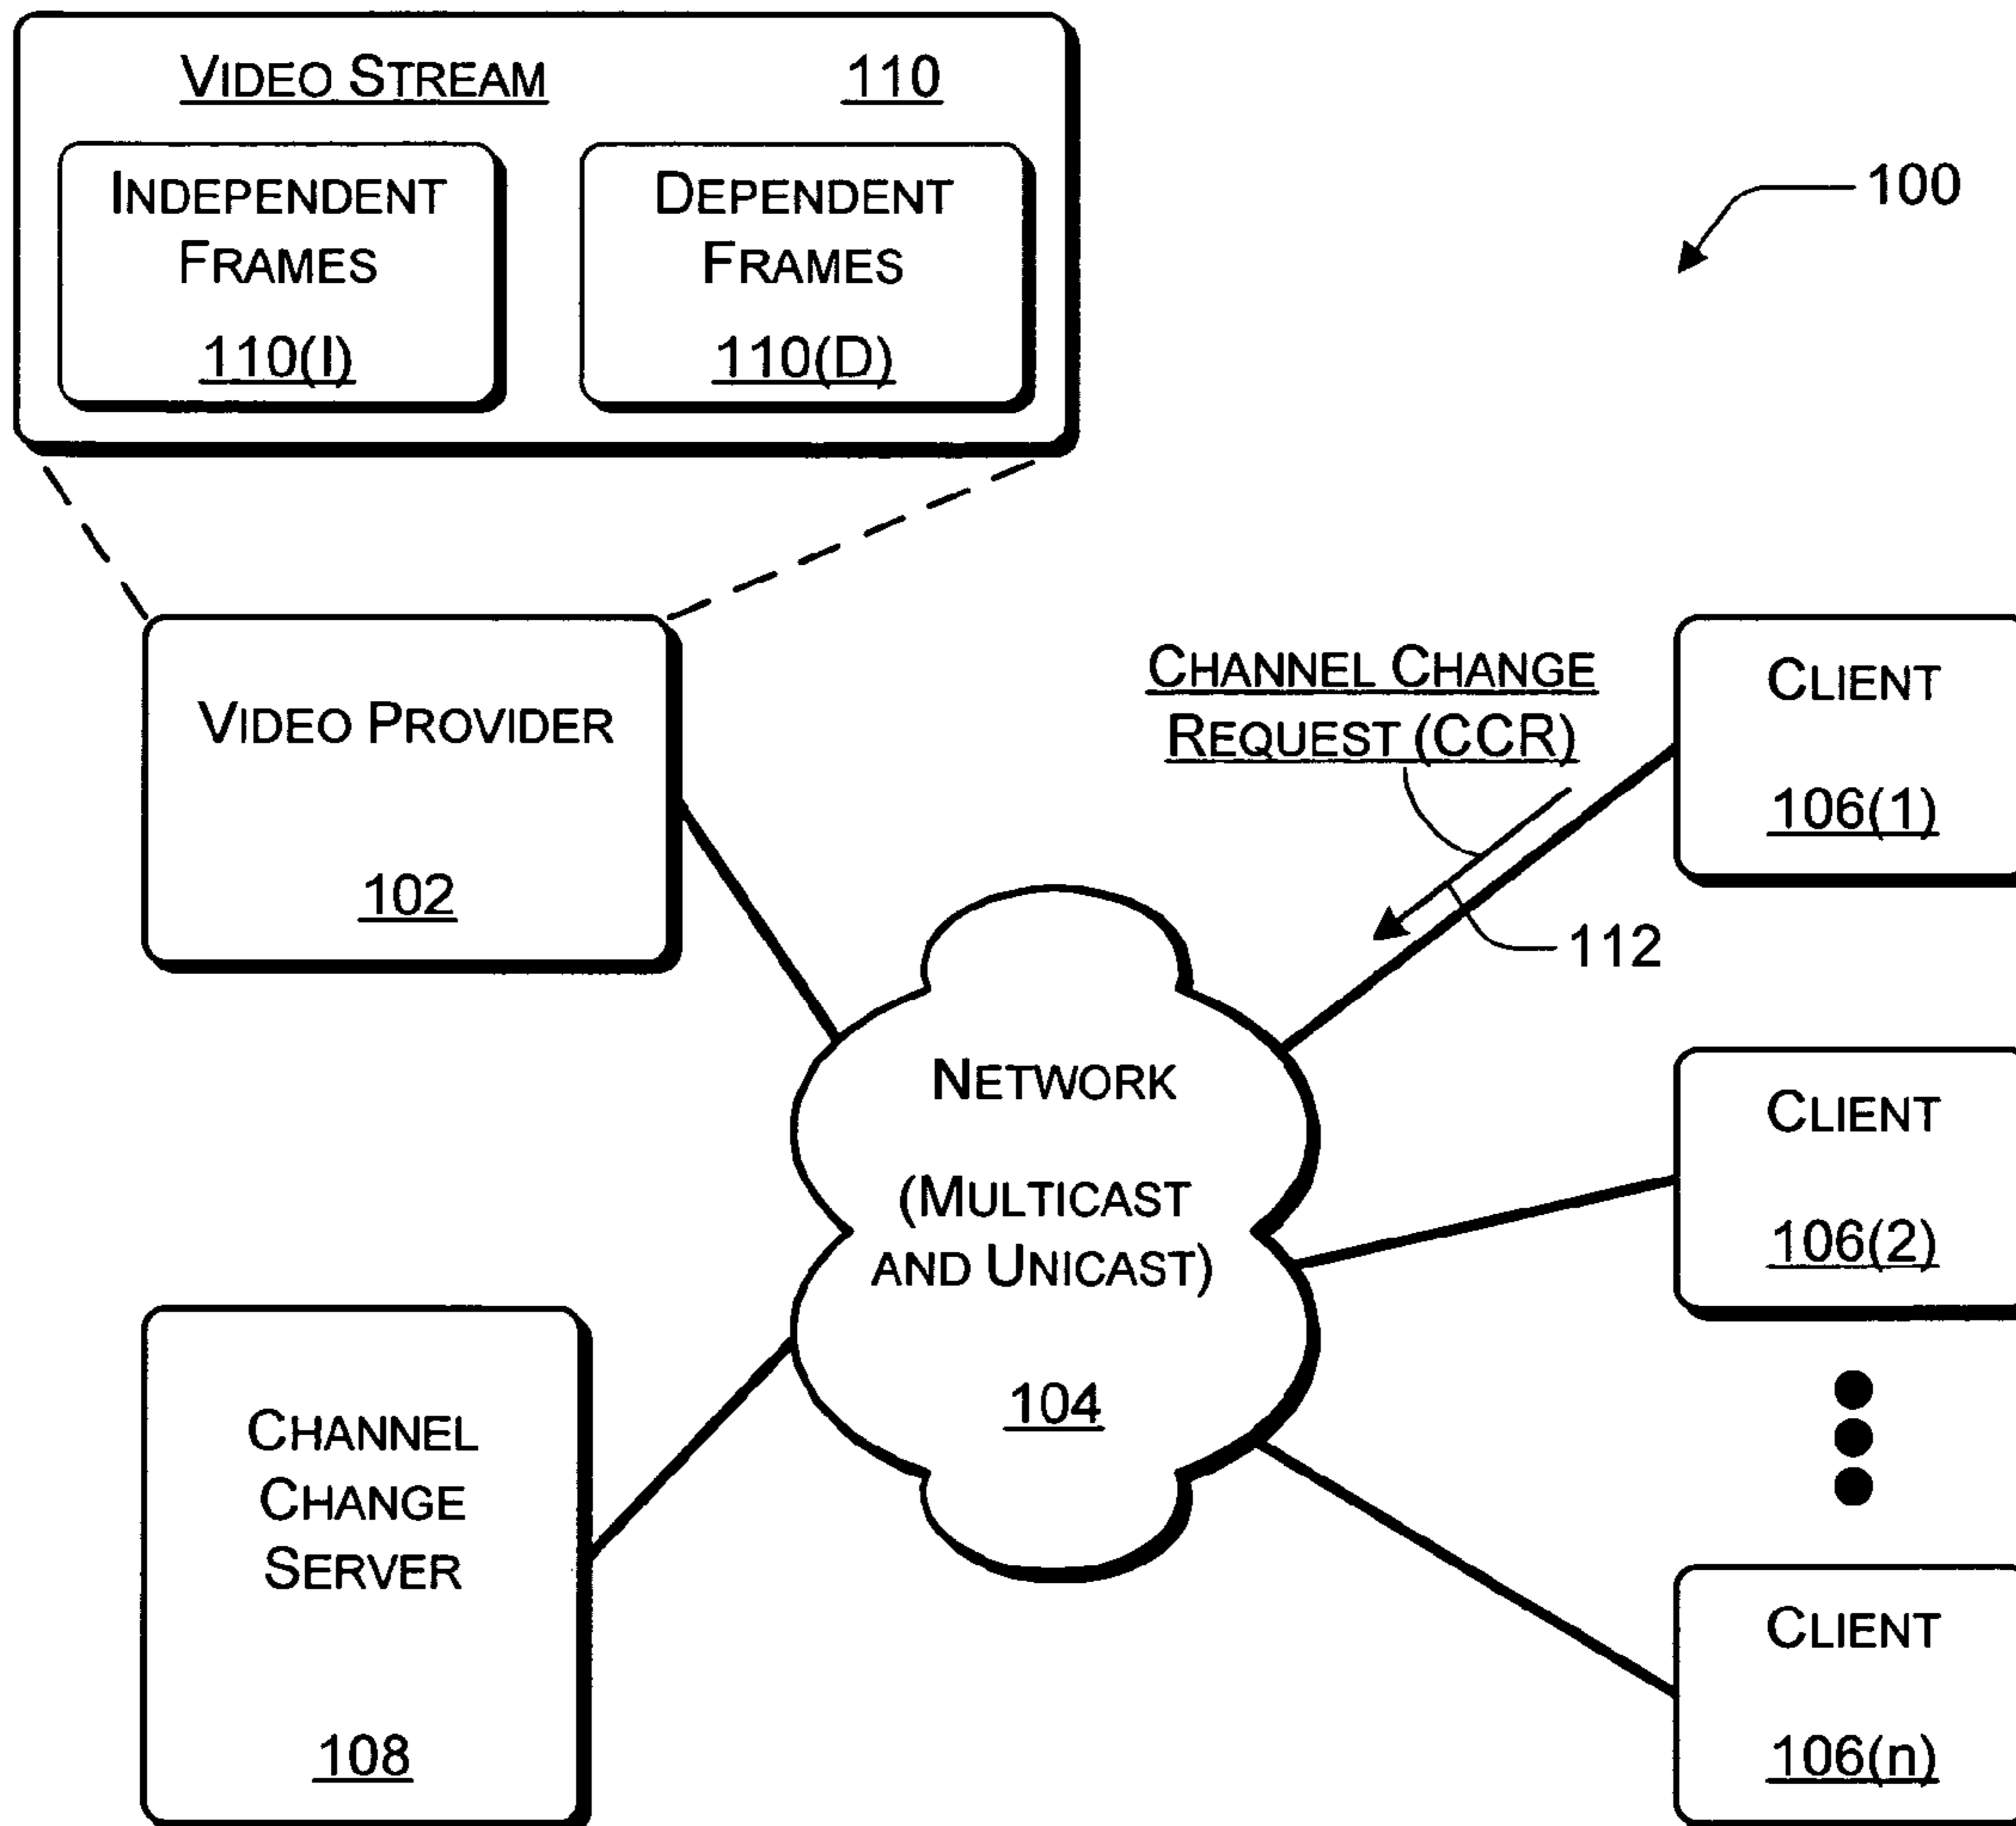 VIDEO STREAM 110
INDEPENDENT
FRAMES
110(I)
DEPENDENT
FRAMES
110(D)
100
VIDEO PROVIDER
102
CHANNEL CHANGE
REQUEST (CCR)
112
CLIENT
106(1)
NETWORK
(MULTICAST
AND UNICAST)
104
CLIENT
106(2)
CHANNEL
CHANGE
SERVER
108
CLIENT
106(n)